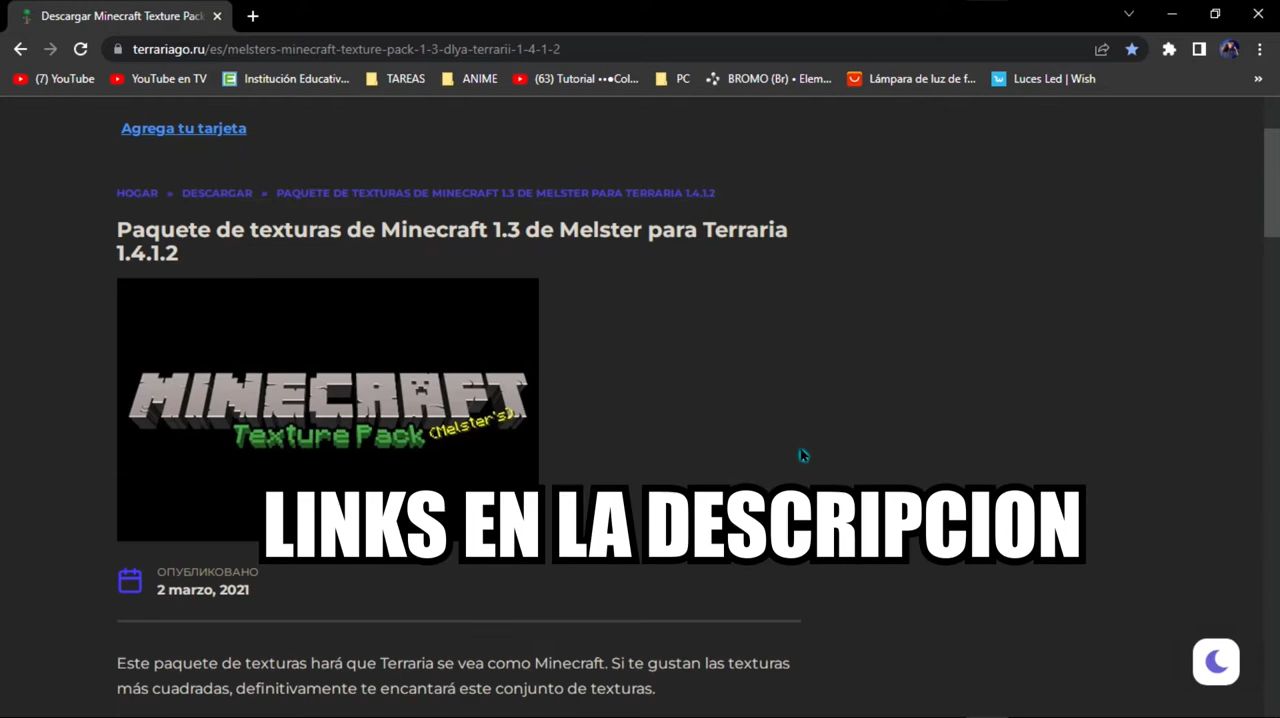 Descargar Minecraft Texture Pack
terrariago.ru/es/melsters-minecraft-texture-pack-1-3-dlya-terrarii-1-4-1-2
(7) YouTube
YouTube en TV
Institución Educativ...
TAREAS
ANIME
(63) Tutorial ••●Col...
PC
BROMO (Br) • Elem...
Lámpara de luz de f...
Luces Led | Wish
»
Agrega tu tarjeta
HOGAR » DESCARGAR » PAQUETE DE TEXTURAS DE MINECRAFT 1.3 DE MELSTER PARA TERRARIA 1.4.1.2
Paquete de texturas de Minecraft 1.3 de Melster para Terraria
1.4.1.2
MINECRAFT
Texture Pack (Melster's)
LINKS EN LA DESCRIPCION
ОПУБЛИКОВАНО
2 marzo, 2021
Este paquete de texturas hará que Terraria se vea como Minecraft. Si te gustan las texturas
más cuadradas, definitivamente te encantará este conjunto de texturas.